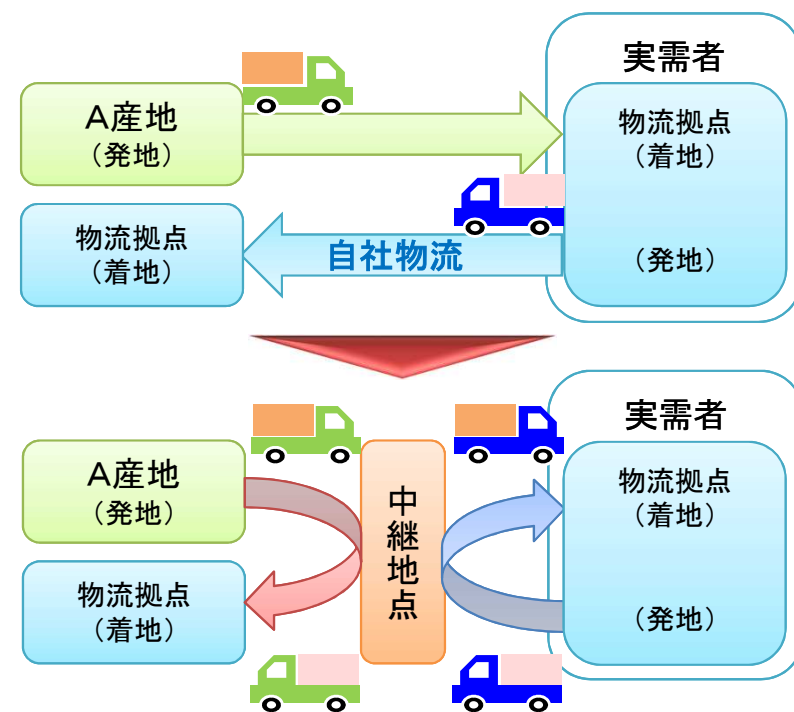 実需者
A産地
（発地）
物流拠点
（着地）
物流拠点
（着地）
自社物流
（発地）
実需者
A産地
（発地）
中継地点
物流拠点
（着地）
物流拠点
（着地）
（発地）